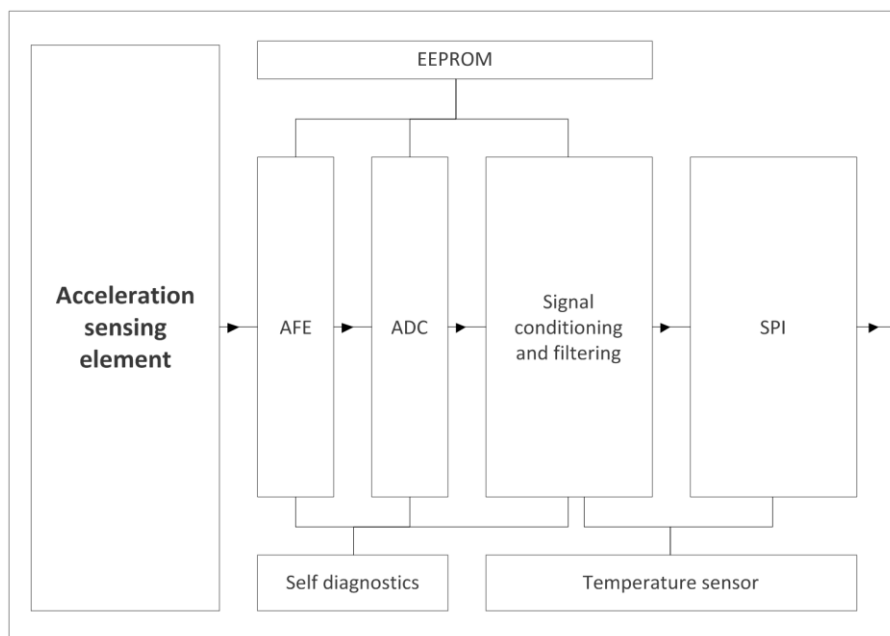 EEPROM
Acceleration
sensing
element
AFE
ADC
Signal
conditioning
and filtering
SPI
Self diagnostics
Temperature sensor